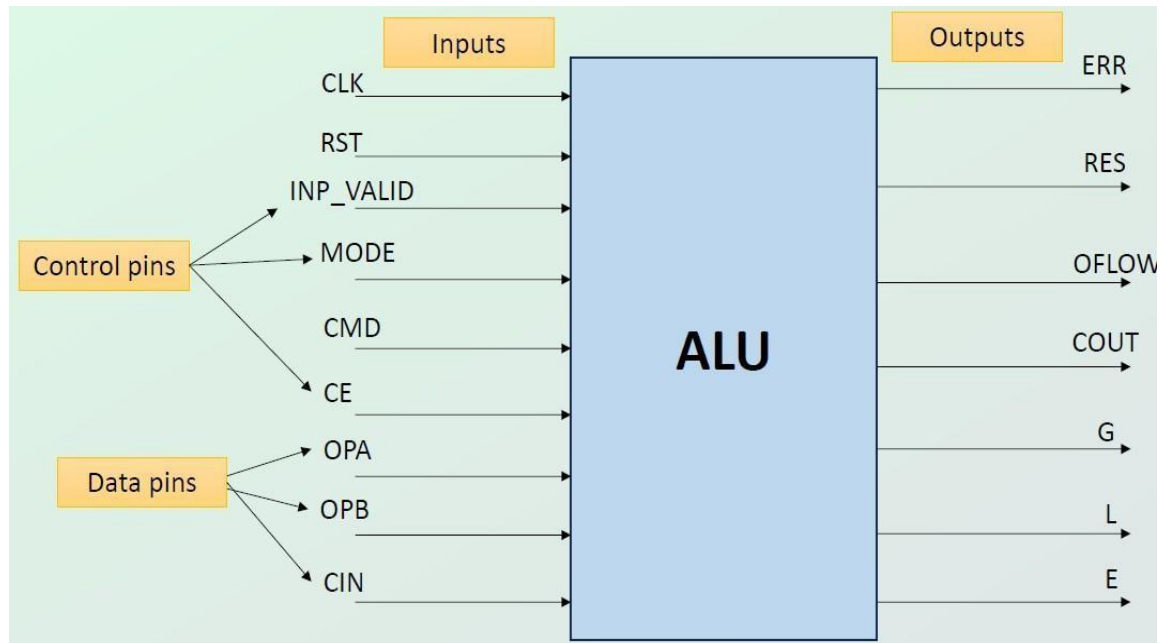 Inputs
Outputs
CLK
ERR
RST
RES
INP_VALID
Control pins
MODE
OFLOW
CMD
ALU
COUT
CE
OPA
G
Data pins
OPB
L
CIN
E